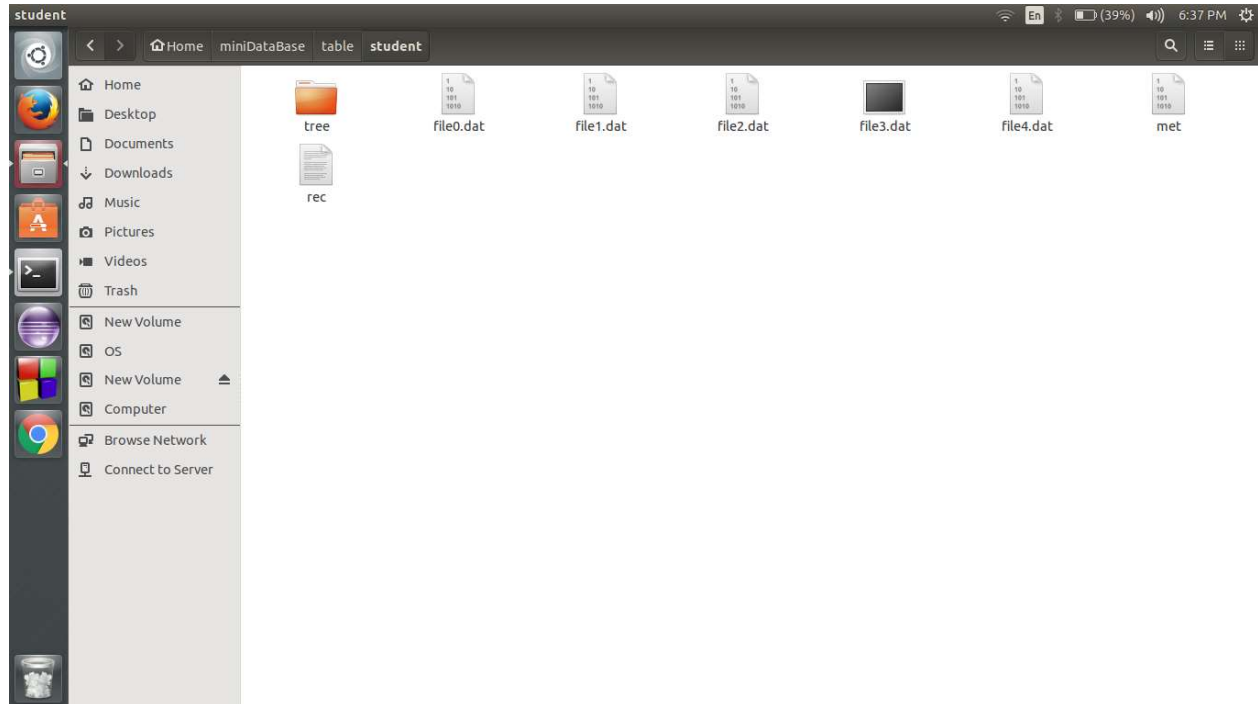 student
En
(39%)
6:37 PM
Home miniDataBase table student
Home
Desktop
Documents
Downloads
Music
Pictures
Videos
Trash
New Volume
OS
New Volume
Computer
Browse Network
Connect to Server
tree file0.dat file1.dat file2.dat file3.dat file4.dat met
rec